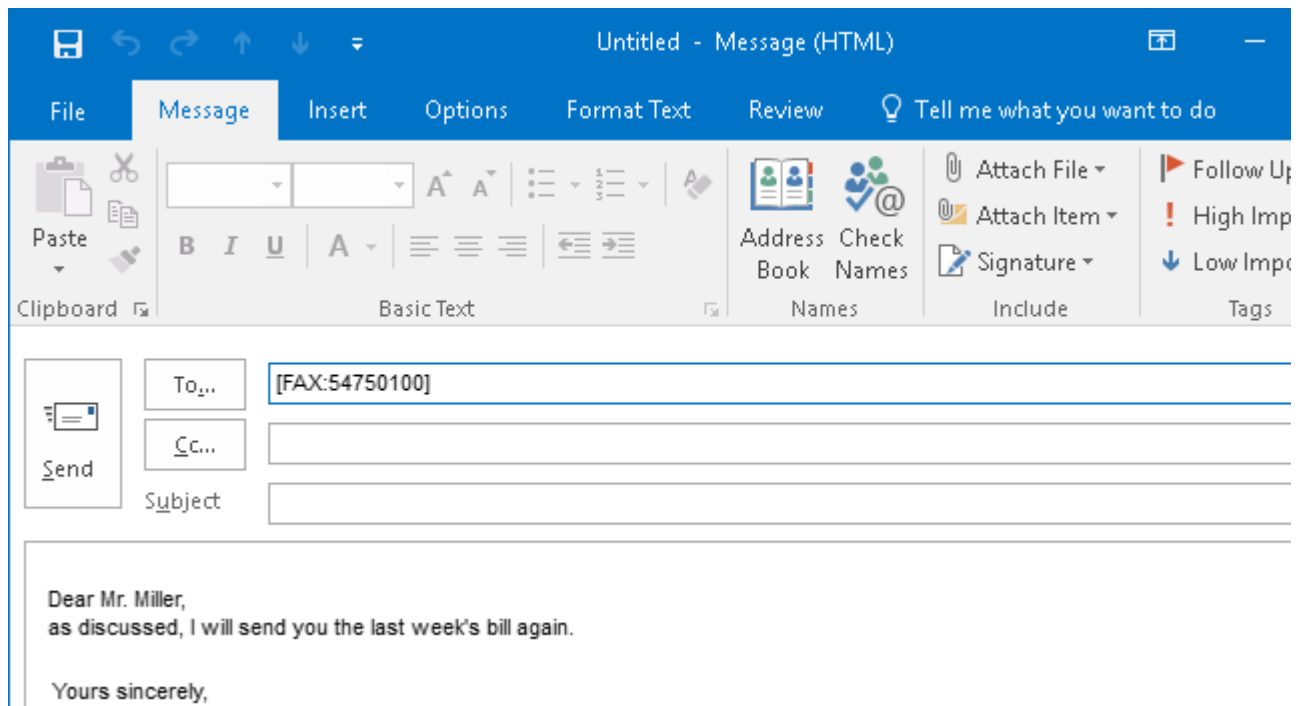 Untitled - Message (HTML)
File Message Insert Options Format Text Review Tell me what you want to do
Paste
Clipboard
B I U A A A
Basic Text
Address Book
Check Names
Names
Attach File
Attach Item
Signature
Include
Follow Up
High Imp
Low Impo
Tags
Send
To...
[FAX:54750100]
Cc...
Subject
Dear Mr. Miller,
as discussed, I will send you the last week's bill again.
Yours sincerely,